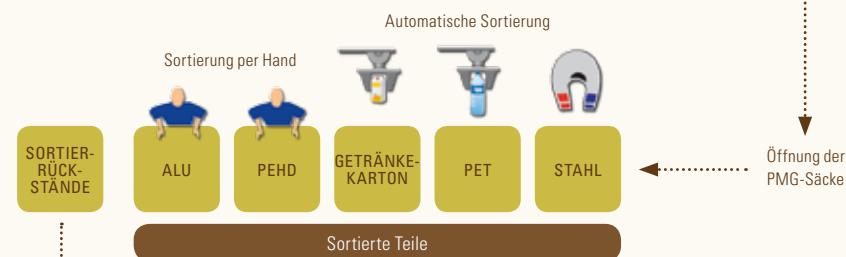 Automatische Sortierung
Sortierung per Hand
SORTIER-
RÜCK-
STÄNDE
ALU
PEHD
GETRÄNKE-
KARTON
PET
STAHL
Öffnung der
PMG-Säcke
Sortierte Teile